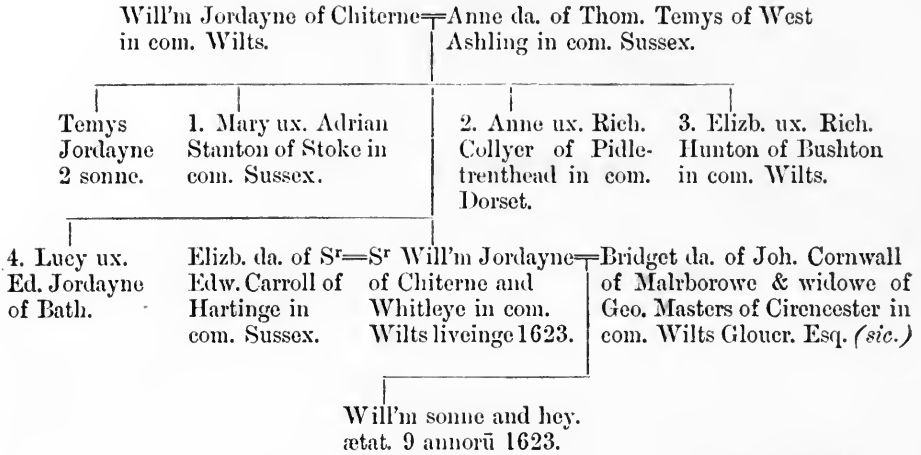 Will'm Jordayne of Chiterne
in com. Wilts.
Anne da. of Thom. Temys of West
Ashling in com. Sussex.
Temys
Jordayne
2 sonne.
1. Mary ux. Adrian
Stanton of Stoke in
com. Sussex.
2. Anne ux. Rich.
Collyer of Pidle-
trenthead in com.
Dorset.
3. Elizb. ux. Rich.
Hunton of Bushton
in com. Wilts.
4. Lucy ux.
Ed. Jordayne
of Bath.
Elizb. da. of Sʳ
Edw. Carroll of
Hartinge in
com. Sussex.
Sʳ Will'm Jordayne
of Chiterne and
Whitleye in com.
Wilts liveinge 1623.
Bridget da. of Joh. Cornwall
of Malrborowe & widowe of
Geo. Masters of Cirencester in
com. Wilts Gloucr. Esq. (sic.)
Will'm sonne and hey.
ætat. 9 annorū 1623.